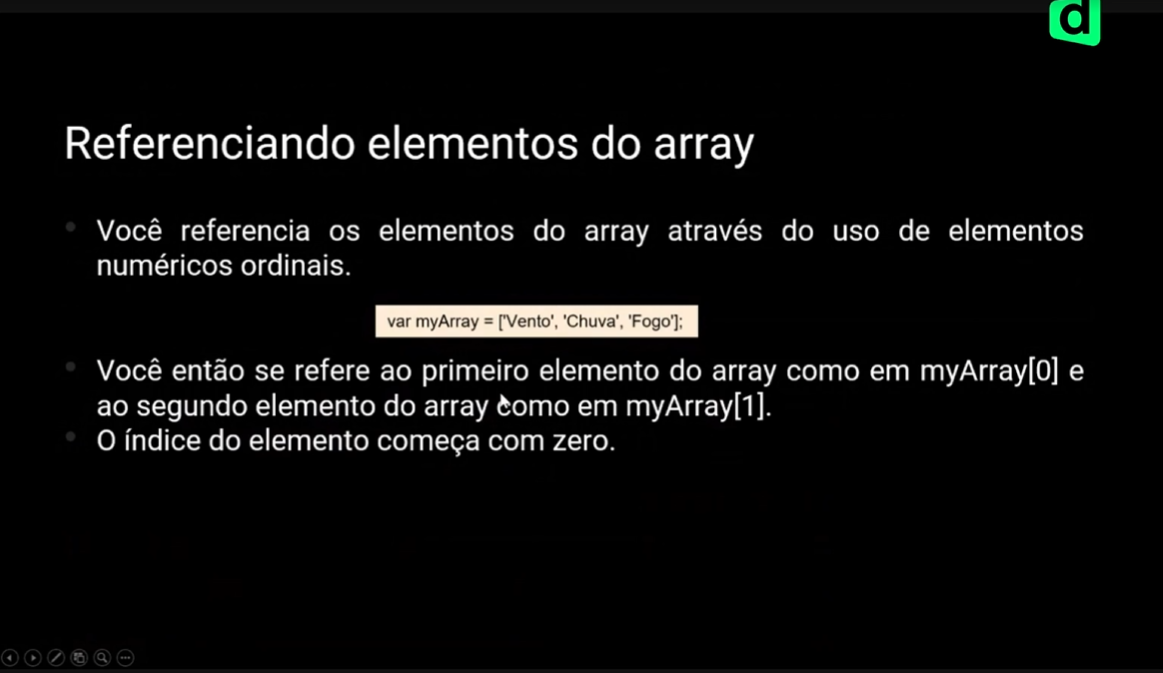 d
Referenciando elementos do array
Você referencia os elementos do array através do uso de elementos
numéricos ordinais.
var myArray = ['Vento', 'Chuva', 'Fogo'];
Você então se refere ao primeiro elemento do array como em myArray[0] e
ao segundo elemento do array como em myArray[1].
O índice do elemento começa com zero.